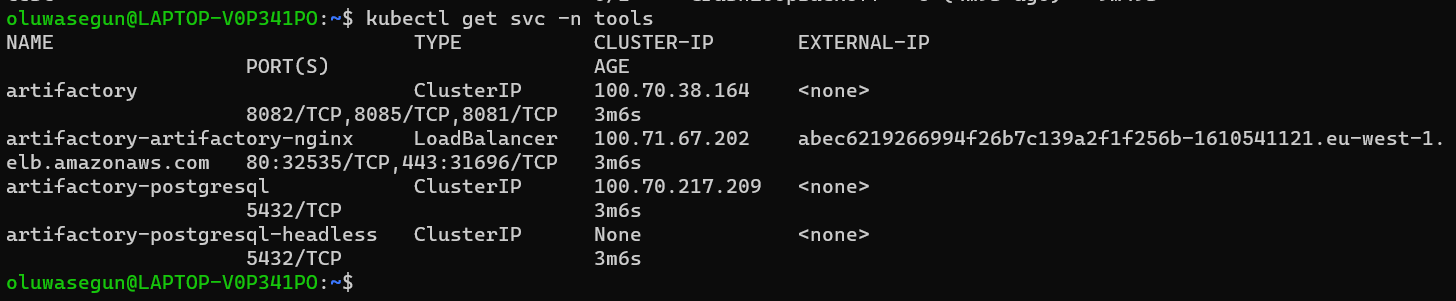 oluwasegun@LAPTOP-V0P341PO:~$ kubectl get svc -n tools
NAME                              TYPE           CLUSTER-IP       EXTERNAL-IP
                    PORT(S)                      AGE
artifactory                       ClusterIP      100.70.38.164    <none>
                    8082/TCP,8085/TCP,8081/TCP   3m6s
artifactory-artifactory-nginx     LoadBalancer   100.71.67.202    abec6219266994f26b7c139a2f1f256b-1610541121.eu-west-1.
elb.amazonaws.com   80:32535/TCP,443:31696/TCP   3m6s
artifactory-postgresql            ClusterIP      100.70.217.209   <none>
                    5432/TCP                     3m6s
artifactory-postgresql-headless   ClusterIP      None             <none>
                    5432/TCP                     3m6s
oluwasegun@LAPTOP-V0P341PO:~$